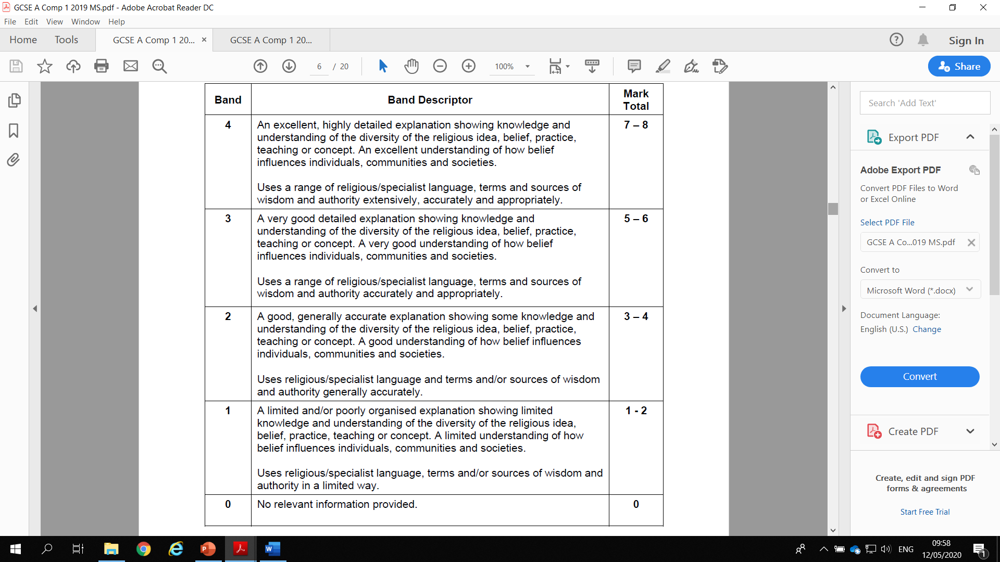 GCSE A Comp 1 2019 MS.pdf - Adobe Acrobat Reader DC
File Edit View Window Help
Home Tools GCSE A Comp 1 20... × GCSE A Comp 1 20... Sign In
6 / 20 100% Share
Band Band Descriptor Mark Total
4 An excellent, highly detailed explanation showing knowledge and 7 – 8
understanding of the diversity of the religious idea, belief, practice,
teaching or concept. An excellent understanding of how belief
influences individuals, communities and societies.
Uses a range of religious/specialist language, terms and sources of
wisdom and authority extensively, accurately and appropriately.
3 A very good detailed explanation showing knowledge and 5 – 6
understanding of the diversity of the religious idea, belief, practice,
teaching or concept. A very good understanding of how belief
influences individuals, communities and societies.
Uses a range of religious/specialist language, terms and sources of
wisdom and authority accurately and appropriately.
2 A good, generally accurate explanation showing some knowledge and 3 – 4
understanding of the diversity of the religious idea, belief, practice,
teaching or concept. A good understanding of how belief influences
individuals, communities and societies.
Uses religious/specialist language and terms and/or sources of wisdom
and authority generally accurately.
1 A limited and/or poorly organised explanation showing limited 1 - 2
knowledge and understanding of the diversity of the religious idea,
belief, practice, teaching or concept. A limited understanding of how
belief influences individuals, communities and societies.
Uses religious/specialist language, terms and/or sources of wisdom and
authority in a limited way.
0 No relevant information provided. 0
Search 'Add Text'
Export PDF
Adobe Export PDF
Convert PDF Files to Word
or Excel Online
Select PDF File
GCSE A Co...019 MS.pdf
Convert to
Microsoft Word (*.docx)
Document Language:
English (U.S.) Change
Convert
Create PDF
Create, edit and sign PDF
forms & agreements
Start Free Trial
ENG 09:58
12/05/2020
1